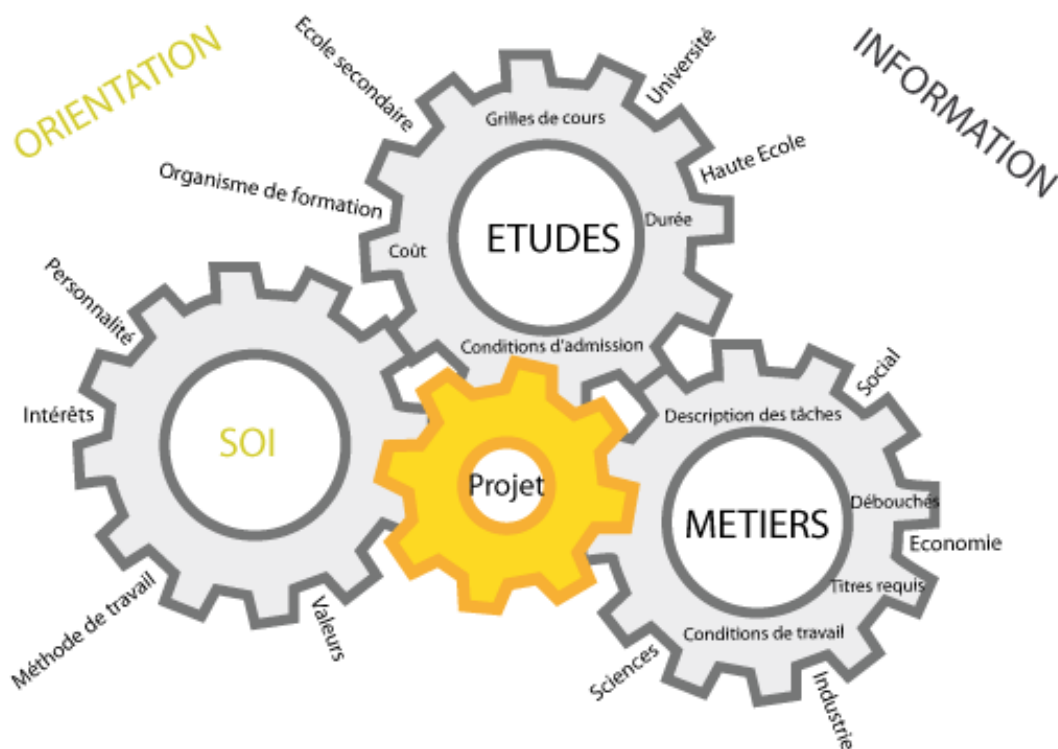 ORIENTATION
INFORMATION
Ecole secondaire
Université
Grilles de cours
Haute Ecole
Organisme de formation
Durée
ETUDES
Coût
Personnalité
Conditions d'admission
Social
Intérêts
Description des tâches
SOI
Projet
Débouchés
METIERS
Economie
Titres requis
Méthode de travail
Valeurs
Conditions de travail
Sciences
Industrie